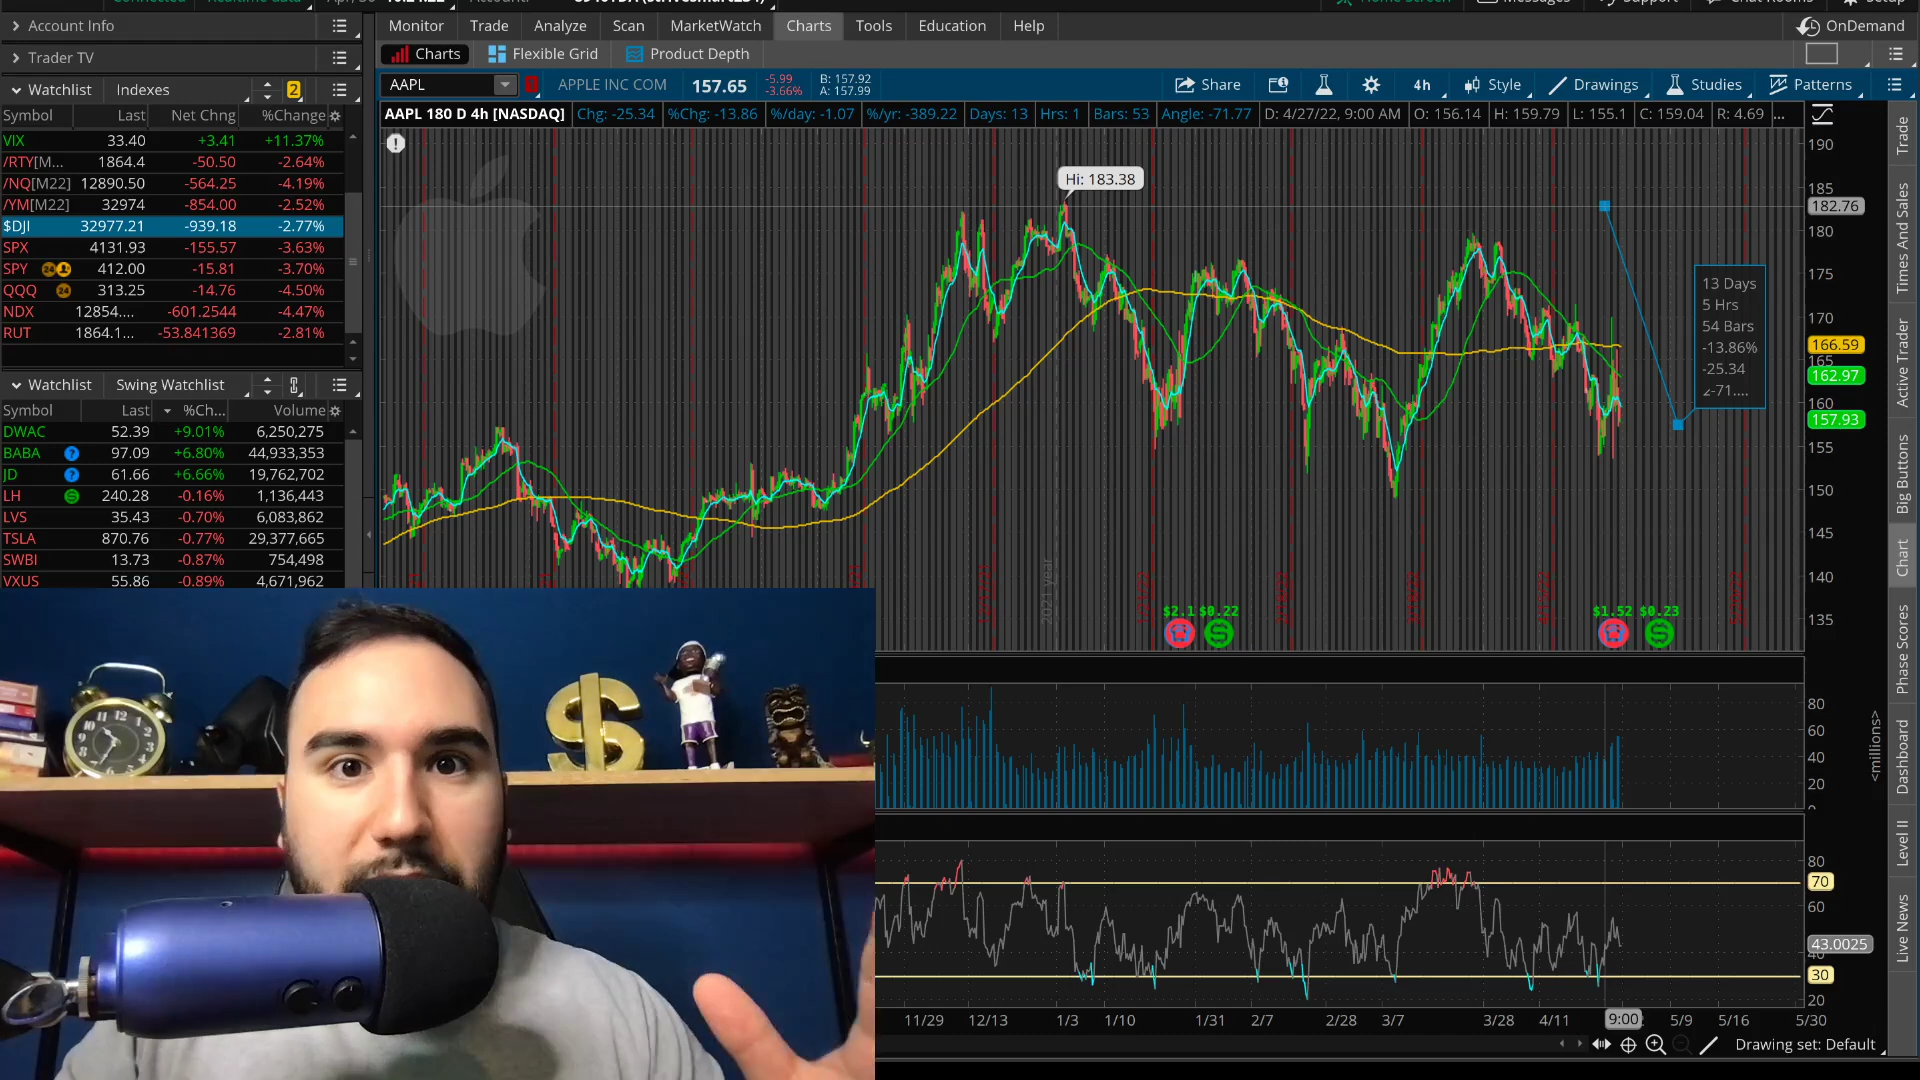 Account Info
Trader TV
Watchlist Indexes 2
Symbol Last Net Chng %Change
VIX 33.40 +3.41 +11.37%
/RTY[M... 1864.4 -50.50 -2.64%
/NQ[M22] 12890.50 -564.25 -4.19%
/YM[M22] 32974 -854.00 -2.52%
$DJI 32977.21 -939.18 -2.77%
SPX 4131.93 -155.57 -3.63%
SPY 412.00 -15.81 -3.70%
QQQ 313.25 -14.76 -4.50%
NDX 12854.... -601.2544 -4.47%
RUT 1864.1... -53.841369 -2.81%
Watchlist Swing Watchlist
Symbol Last %Ch... Volume
DWAC 52.39 +9.01% 6,250,275
BABA 97.09 +6.80% 44,933,353
JD 61.66 +6.66% 19,762,702
LH 240.28 -0.16% 1,136,443
LVS 35.43 -0.70% 6,083,862
TSLA 870.76 -0.77% 29,377,665
SWBI 13.73 -0.87% 754,498
VXUS 55.86 -0.89% 4,671,962
Monitor Trade Analyze Scan MarketWatch Charts Tools Education Help OnDemand
Charts Flexible Grid Product Depth
AAPL APPLE INC COM 157.65 -5.99 -3.66% B: 157.92 A: 157.99 Share 4h Style Drawings Studies Patterns
AAPL 180 D 4h [NASDAQ] Chg: -25.34 %Chg: -13.86 %/day: -1.07 %/yr: -389.22 Days: 13 Hrs: 1 Bars: 53 Angle: -71.77 D: 4/27/22, 9:00 AM O: 156.14 H: 159.79 L: 155.1 C: 159.04 R: 4.69 ...
Hi: 183.38
13 Days
5 Hrs
54 Bars
-13.86%
-25.34
∠-71....
190
185
182.76
180
175
170
166.59
165
162.97
160
157.93
155
150
145
140
135
2021 year
$2.1 $0.22 $1.52 $0.23
80
60
40
20
0
<millions>
80
70
60
43.0025
40
30
20
11/29 12/13 1/3 1/10 1/31 2/7 2/28 3/7 3/28 4/11 9:00 5/9 5/16 5/30
Drawing set: Default
Trade
Times And Sales
Active Trader
Big Buttons
Chart
Phase Scores
Dashboard
Level II
Live News